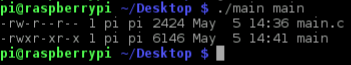 pi@raspberrypi ~/Desktop $ ./main main
-rw-r--r-- 1 pi pi 2424 May  5 14:36 main.c
-rwxr-xr-x 1 pi pi 6146 May  5 14:41 main
pi@raspberrypi ~/Desktop $